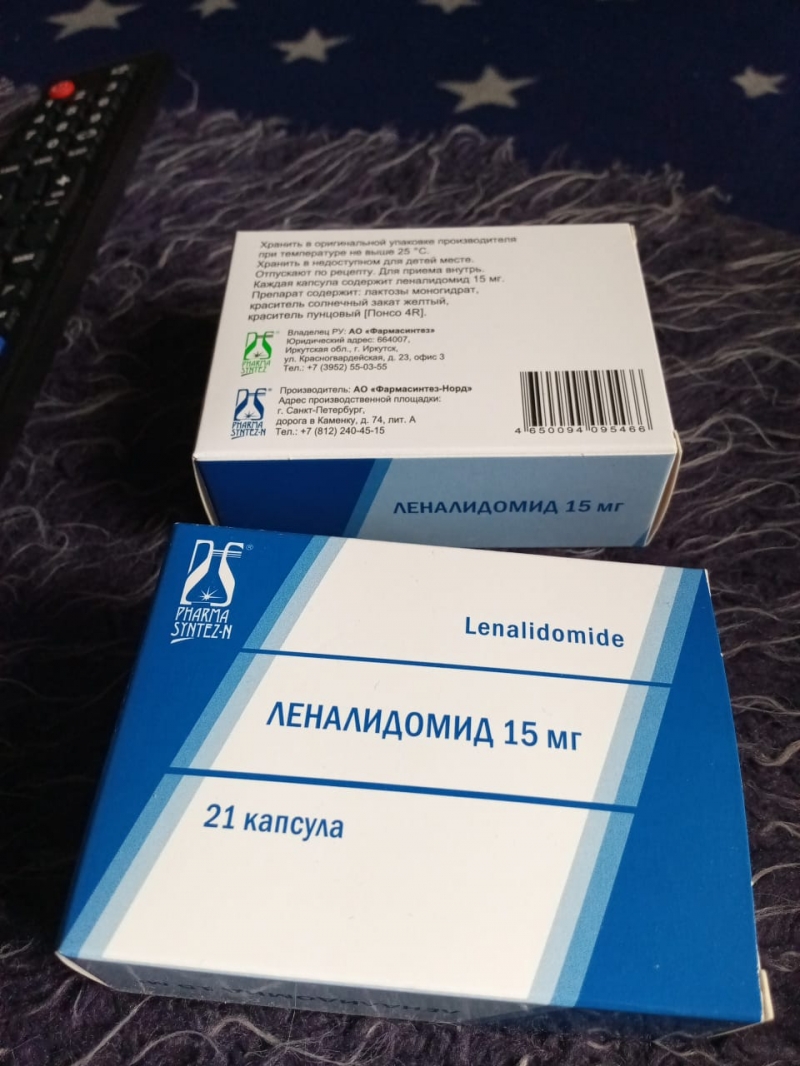 Хранить в оригинальной упаковке производителя
при температуре не выше 25 °C.
Хранить в недоступном для детей месте.
Отпускают по рецепту. Для приема внутрь.
Каждая капсула содержит леналидомид 15 мг.
Препарат содержит: лактозы моногидрат,
краситель солнечный закат желтый,
краситель пунцовый [Понсо 4R].
PHARMA
SYNTEZ
Владелец РУ: АО «Фармасинтез»
Юридический адрес: 664007,
Иркутская обл., г. Иркутск,
ул. Красногвардейская, д. 23, офис 3
Тел.: +7 (3952) 55-03-55
PHARMA
SYNTEZ-N
Производитель: АО «Фармасинтез-Норд»
Адрес производственной площадки:
г. Санкт-Петербург,
дорога в Каменку, д. 74, лит. А
Тел.: +7 (812) 240-45-15
4 650094 095466
ЛЕНАЛИДОМИД 15 мг
PHARMA
SYNTEZ-N
Lenalidomide
ЛЕНАЛИДОМИД 15 мг
21 капсула